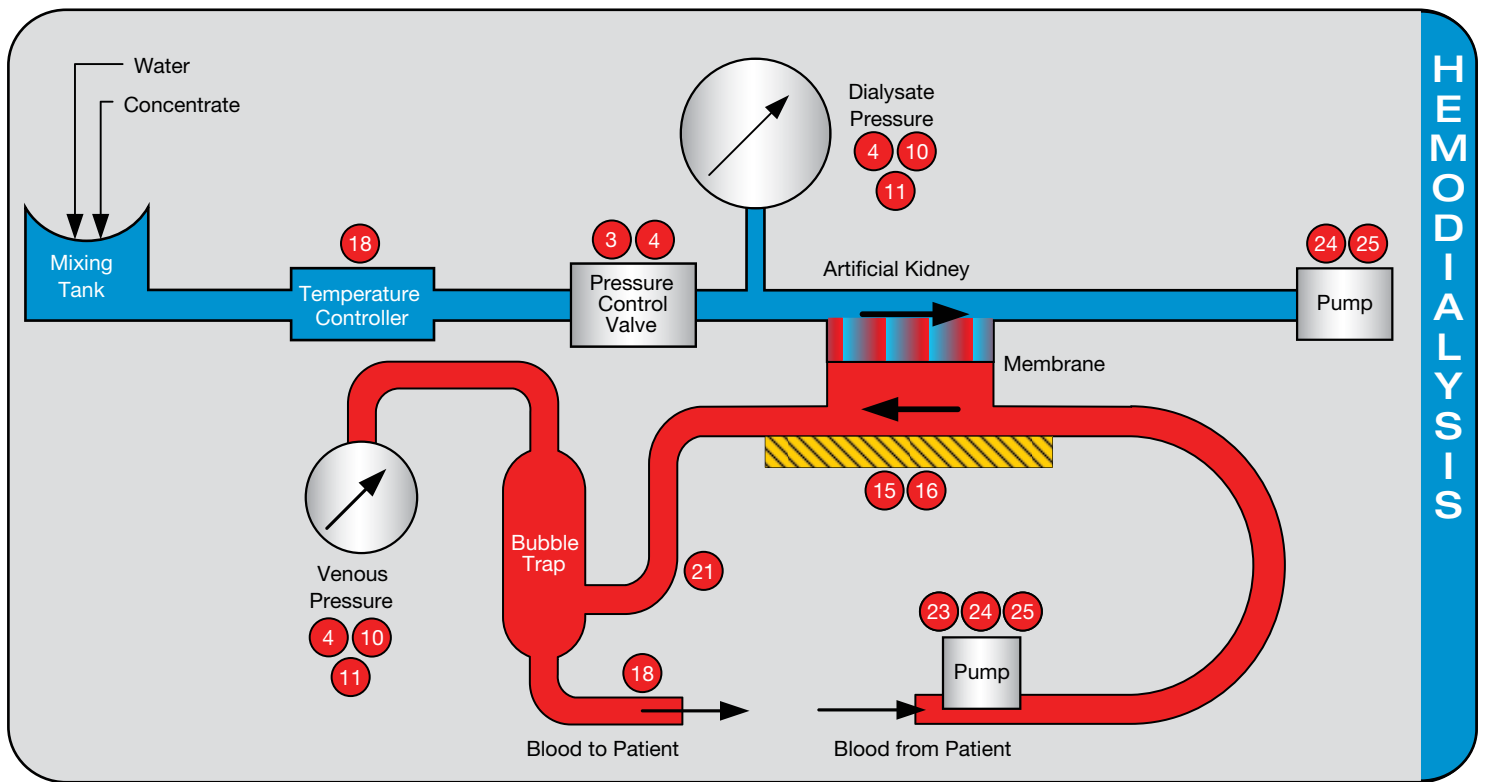 Water
Concentrate
Mixing
Tank
18
Temperature
Controller
3 4
Pressure
Control
Valve
Dialysate
Pressure
4 10
11
Artificial Kidney
24 25
Pump
Membrane
15 16
Venous
Pressure
4 10
11
Bubble
Trap
21
18
Blood to Patient
23 24 25
Pump
Blood from Patient
HEMODIALYSIS